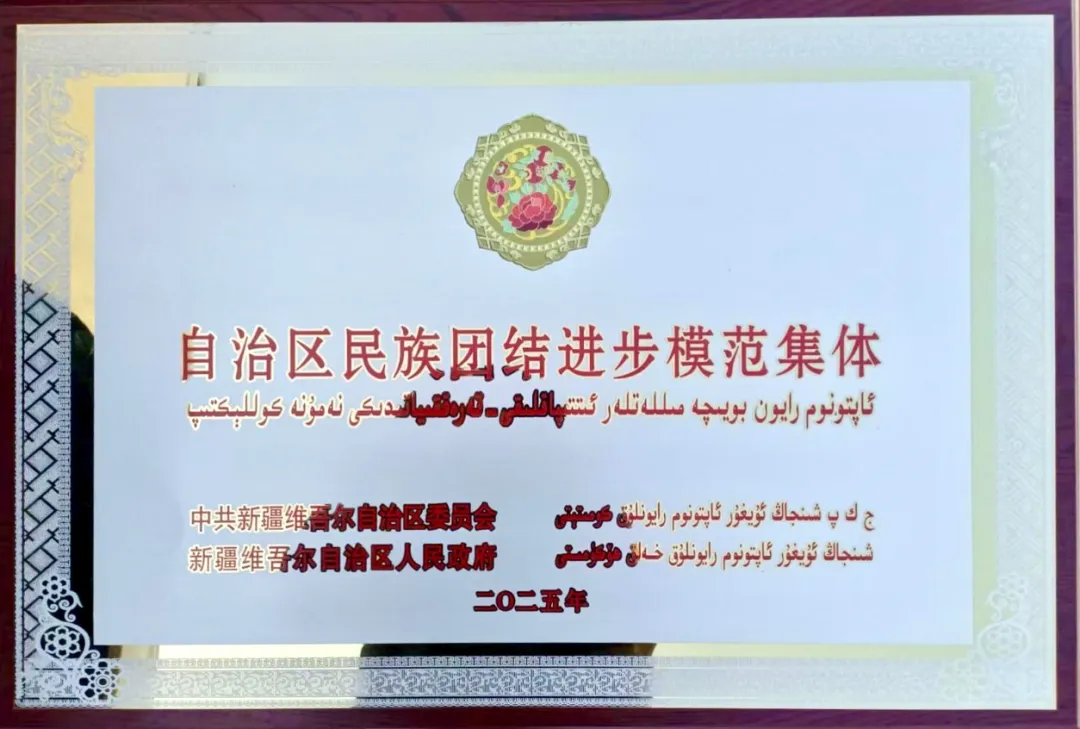 自治区民族团结进步模范集体
ئاپتونوم رايون بويىچە مىللەتلەر ئىتتىپاقلىقى - تەرەققىياتىدىكى نەمۇنە كوللېكتىپ
中共新疆维吾尔自治区委员会
ج ك پ شىنجاڭ ئۇيغۇر ئاپتونوم رايونلۇق كومىتېتى
新疆维吾尔自治区人民政府
شىنجاڭ ئۇيغۇر ئاپتونوم رايونلۇق خەلق ھۆكۈمىتى
二〇二五年